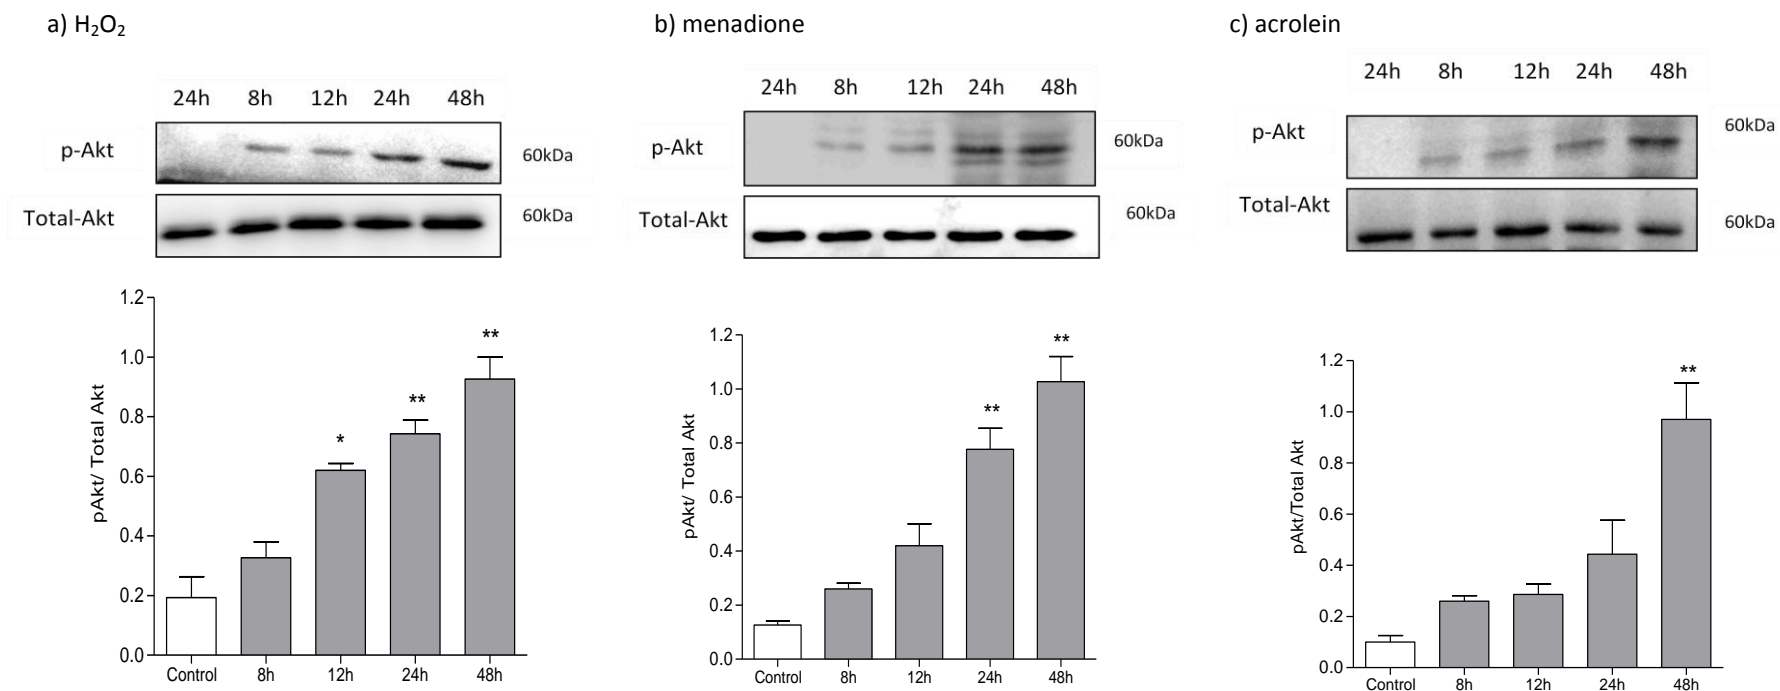 a) H₂O₂
24h 8h 12h 24h 48h
p-Akt
60kDa
Total-Akt
60kDa
pAkt/ Total Akt
1.2
1.0
0.8
0.6
0.4
0.2
0.0
*
**
**
Control 8h 12h 24h 48h
b) menadione
24h 8h 12h 24h 48h
p-Akt
60kDa
Total-Akt
60kDa
pAkt/ Total Akt
1.2
1.0
0.8
0.6
0.4
0.2
0.0
**
**
Control 8h 12h 24h 48h
c) acrolein
24h 8h 12h 24h 48h
p-Akt
60kDa
Total-Akt
60kDa
pAkt/Total Akt
1.2
1.0
0.8
0.6
0.4
0.2
0.0
**
Control 8h 12h 24h 48h